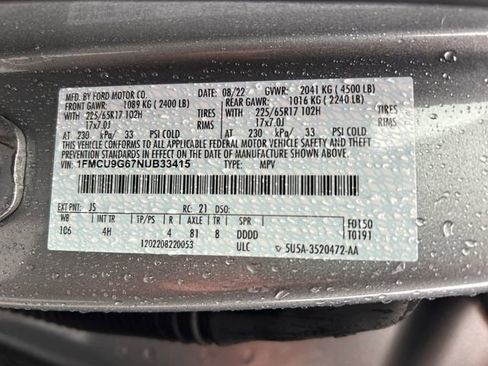 MFD. BY FORD MOTOR CO.
DATE: 08/22 GVWR: 2041 KG ( 4500 LB)
FRONT GAWR: 1089 KG ( 2400 LB) REAR GAWR: 1016 KG ( 2240 LB)
WITH TIRES WITH TIRES
225/65R17 102H 225/65R17 102H
17x7.0J RIMS 17x7.0J RIMS
AT 230 kPa/ 33 PSI COLD AT 230 kPa/ 33 PSI COLD
THIS VEHICLE CONFORMS TO ALL APPLICABLE FEDERAL MOTOR VEHICLE SAFETY AND THEFT PREVENTION STANDARDS IN EFFECT ON THE DATE OF MANUFACTURE SHOWN ABOVE.
VIN: 1FMCU9G67NUB33415 TYPE: MPV
EXT PNT: JS RC: 21 DSO:
WB INT TR TP/PS R AXLE TR SPR
106 4H 4 81 8 DDDD
F0150
T0191
1202208220053 ULC 5U5A-3520472-AA